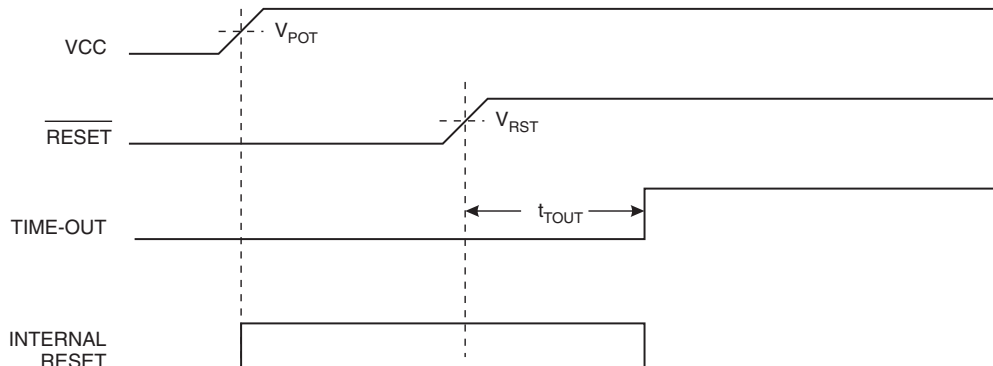 VCC
V_POT
RESET
V_RST
TIME-OUT
t_TOUT
INTERNAL
RESET